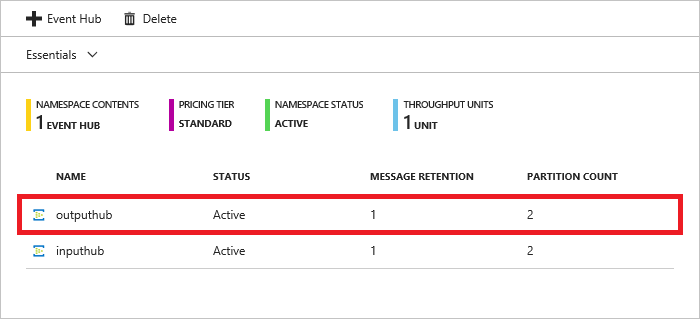 Event Hub Delete
Essentials
NAMESPACE CONTENTS PRICING TIER NAMESPACE STATUS THROUGHPUT UNITS
1 EVENT HUB STANDARD ACTIVE 1 UNIT
NAME STATUS MESSAGE RETENTION PARTITION COUNT
outputhub Active 1 2
inputhub Active 1 2